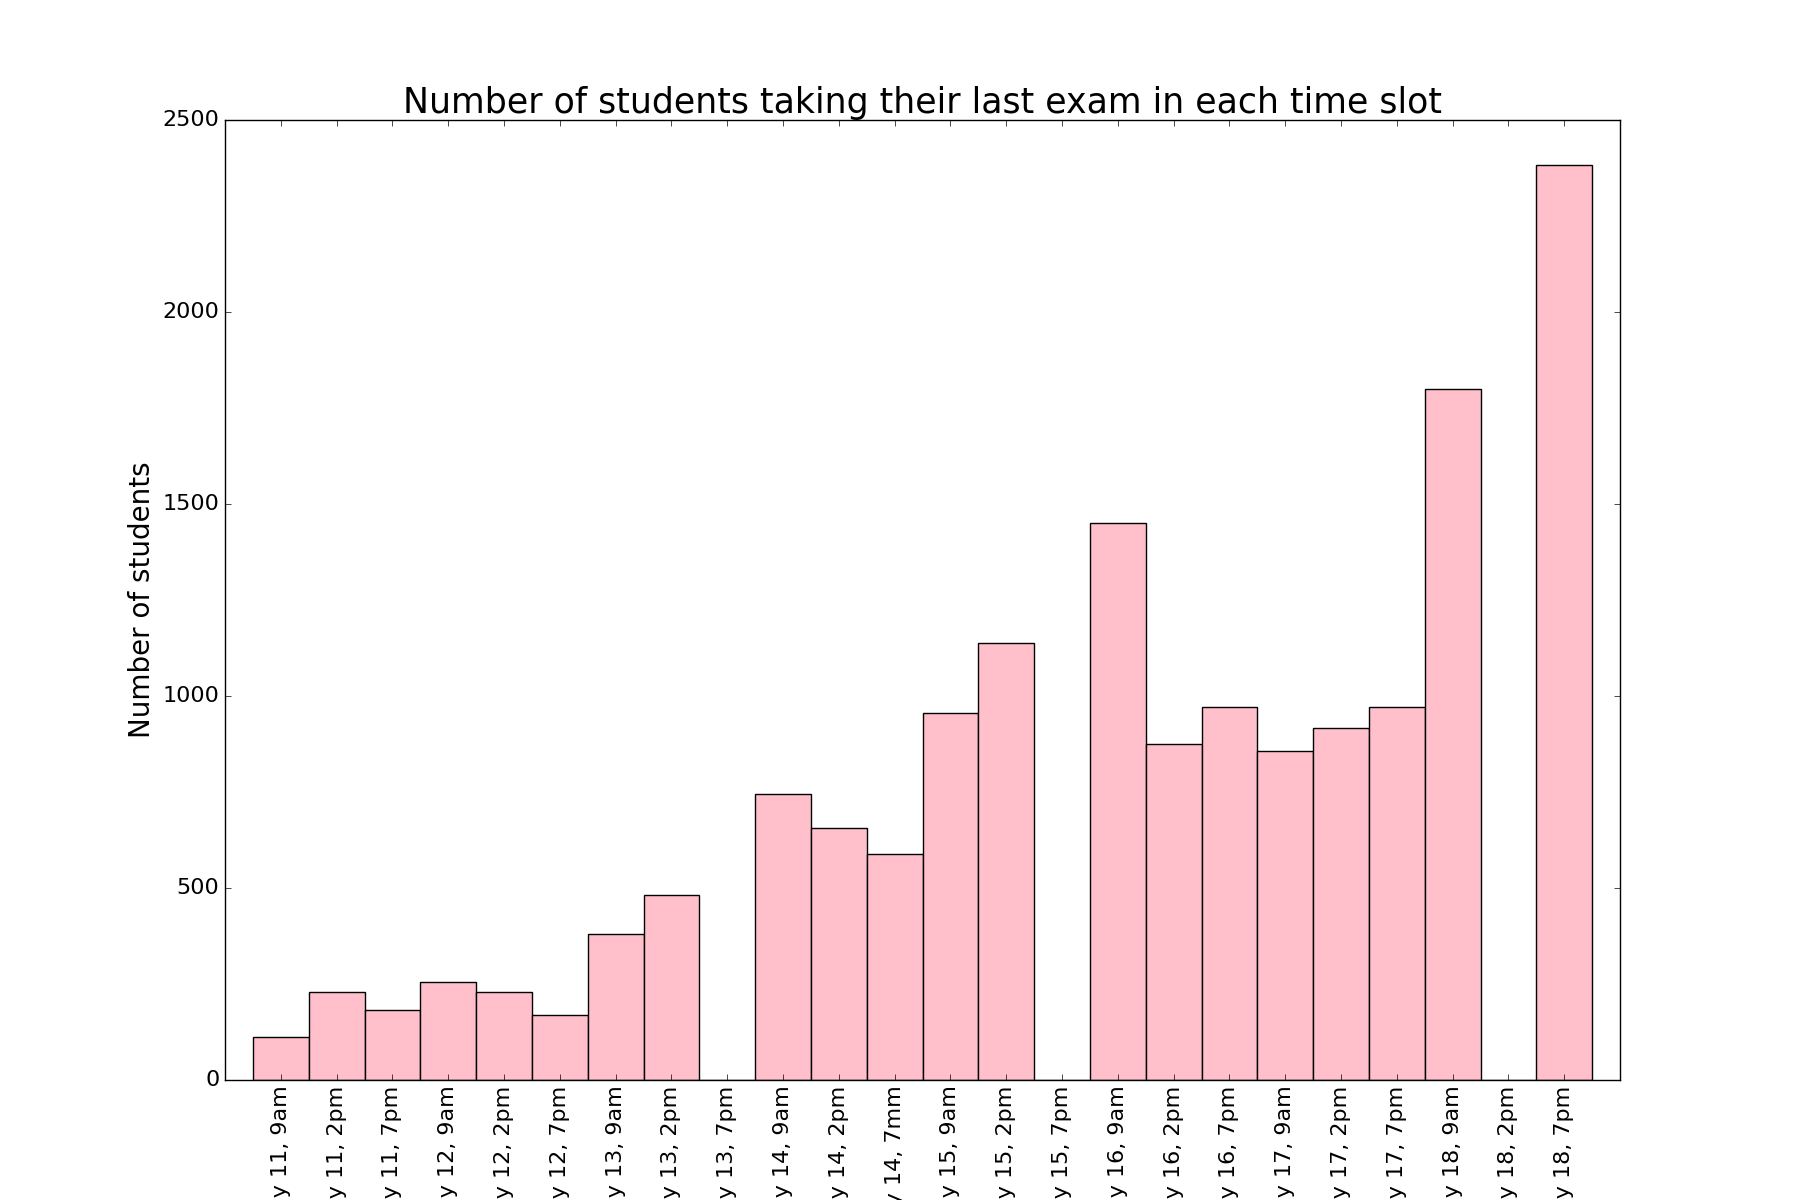 Number of students taking their last exam in each time slot
Number of students
2500
2000
1500
1000
500
0
y 11, 9am
y 11, 2pm
y 11, 7pm
y 12, 9am
y 12, 2pm
y 12, 7pm
y 13, 9am
y 13, 2pm
y 13, 7pm
y 14, 9am
y 14, 2pm
y 14, 7mm
y 15, 9am
y 15, 2pm
y 15, 7pm
y 16, 9am
y 16, 2pm
y 16, 7pm
y 17, 9am
y 17, 2pm
y 17, 7pm
y 18, 9am
y 18, 2pm
y 18, 7pm